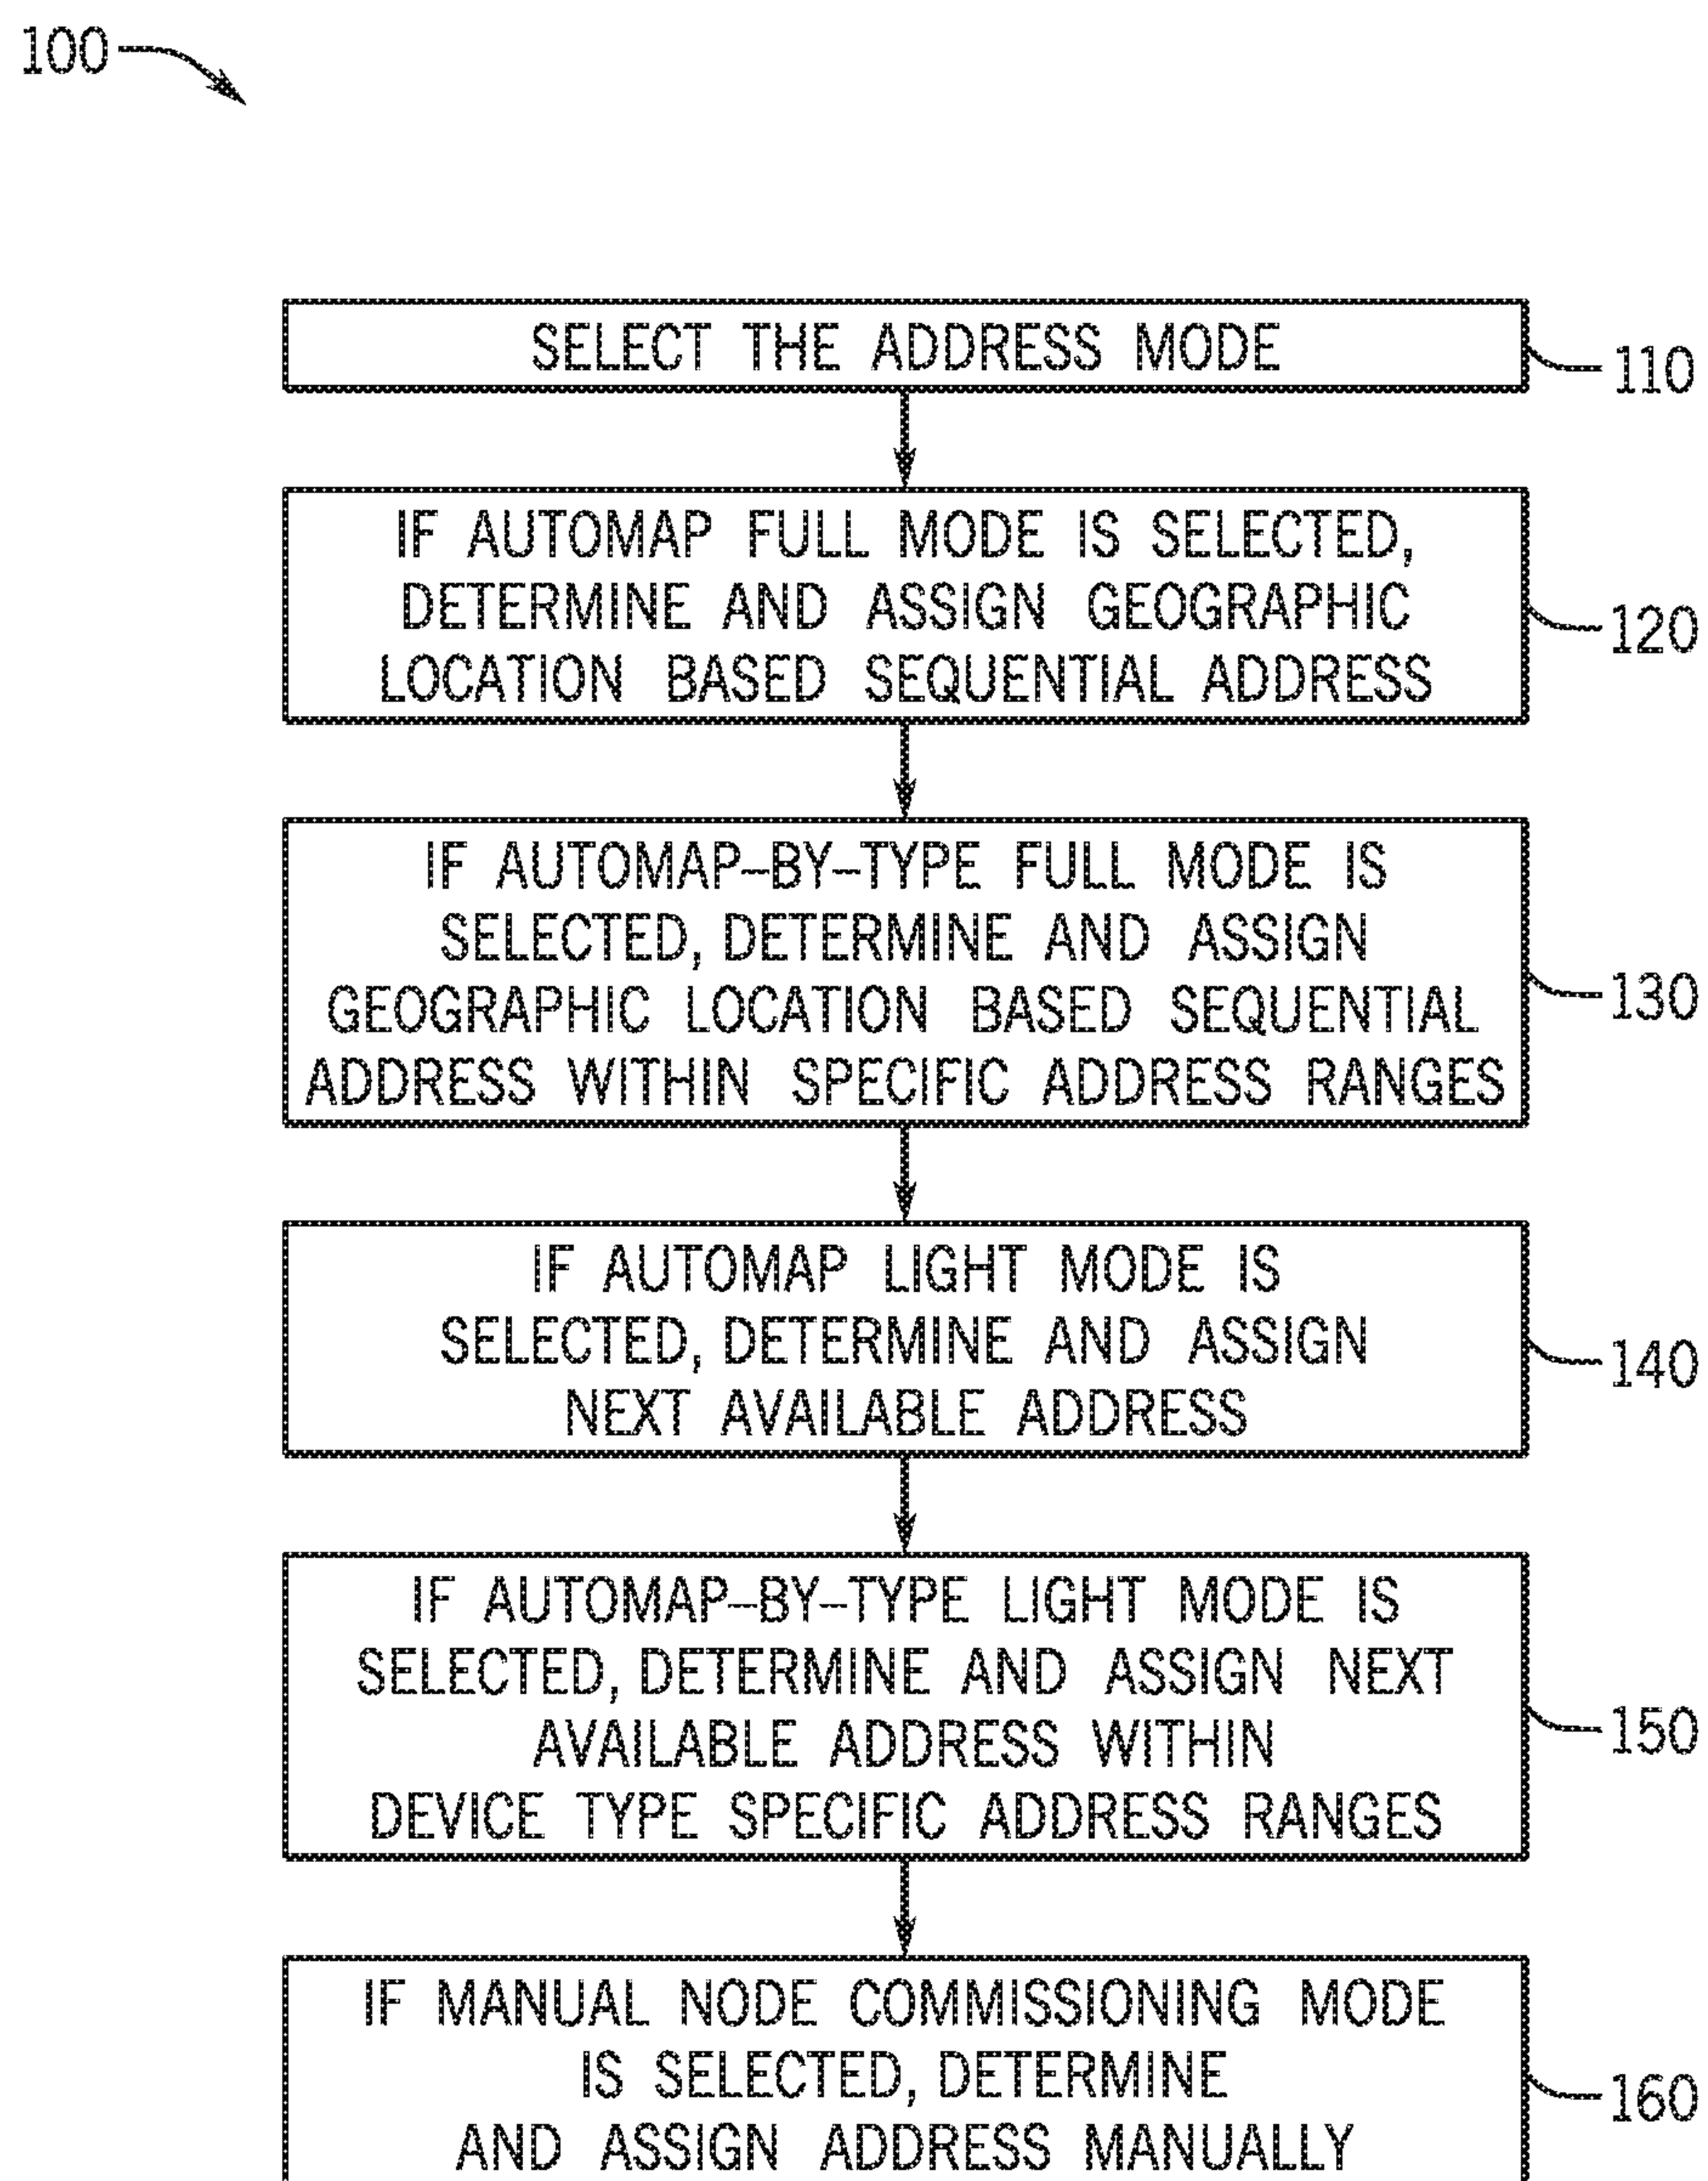 100
SELECT THE ADDRESS MODE
110
IF AUTOMAP FULL MODE IS SELECTED,
DETERMINE AND ASSIGN GEOGRAPHIC
LOCATION BASED SEQUENTIAL ADDRESS
120
IF AUTOMAP-BY-TYPE FULL MODE IS
SELECTED, DETERMINE AND ASSIGN
GEOGRAPHIC LOCATION BASED SEQUENTIAL
ADDRESS WITHIN SPECIFIC ADDRESS RANGES
130
IF AUTOMAP LIGHT MODE IS
SELECTED, DETERMINE AND ASSIGN
NEXT AVAILABLE ADDRESS
140
IF AUTOMAP-BY-TYPE LIGHT MODE IS
SELECTED, DETERMINE AND ASSIGN NEXT
AVAILABLE ADDRESS WITHIN
DEVICE TYPE SPECIFIC ADDRESS RANGES
150
IF MANUAL NODE COMMISSIONING MODE
IS SELECTED, DETERMINE
AND ASSIGN ADDRESS MANUALLY
160